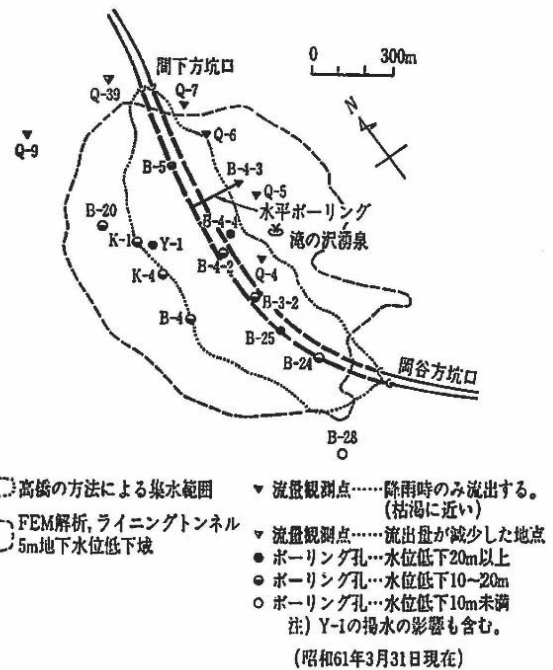 間下方坑口
0 300m
N
Q-39
Q-7
Q-9
Q-6
B-5
B-4-3
Q-5
水平ボーリング
B-20
B-4-4
滝の沢湧泉
K-1
Y-1
B-4-2
Q-4
K-4
B-3-2
B-4
B-25
B-24
岡谷方坑口
B-28
高橋の方法による集水範囲
FEM解析,ライニングトンネル
5m地下水位低下域
流量観測点……降雨時のみ流出する。
(枯渇に近い)
流量観測点……流出量が減少した地点
ボーリング孔…水位低下20m以上
ボーリング孔…水位低下10~20m
ボーリング孔…水位低下10m未満
注) Y-1の揚水の影響も含む。
(昭和61年3月31日現在)